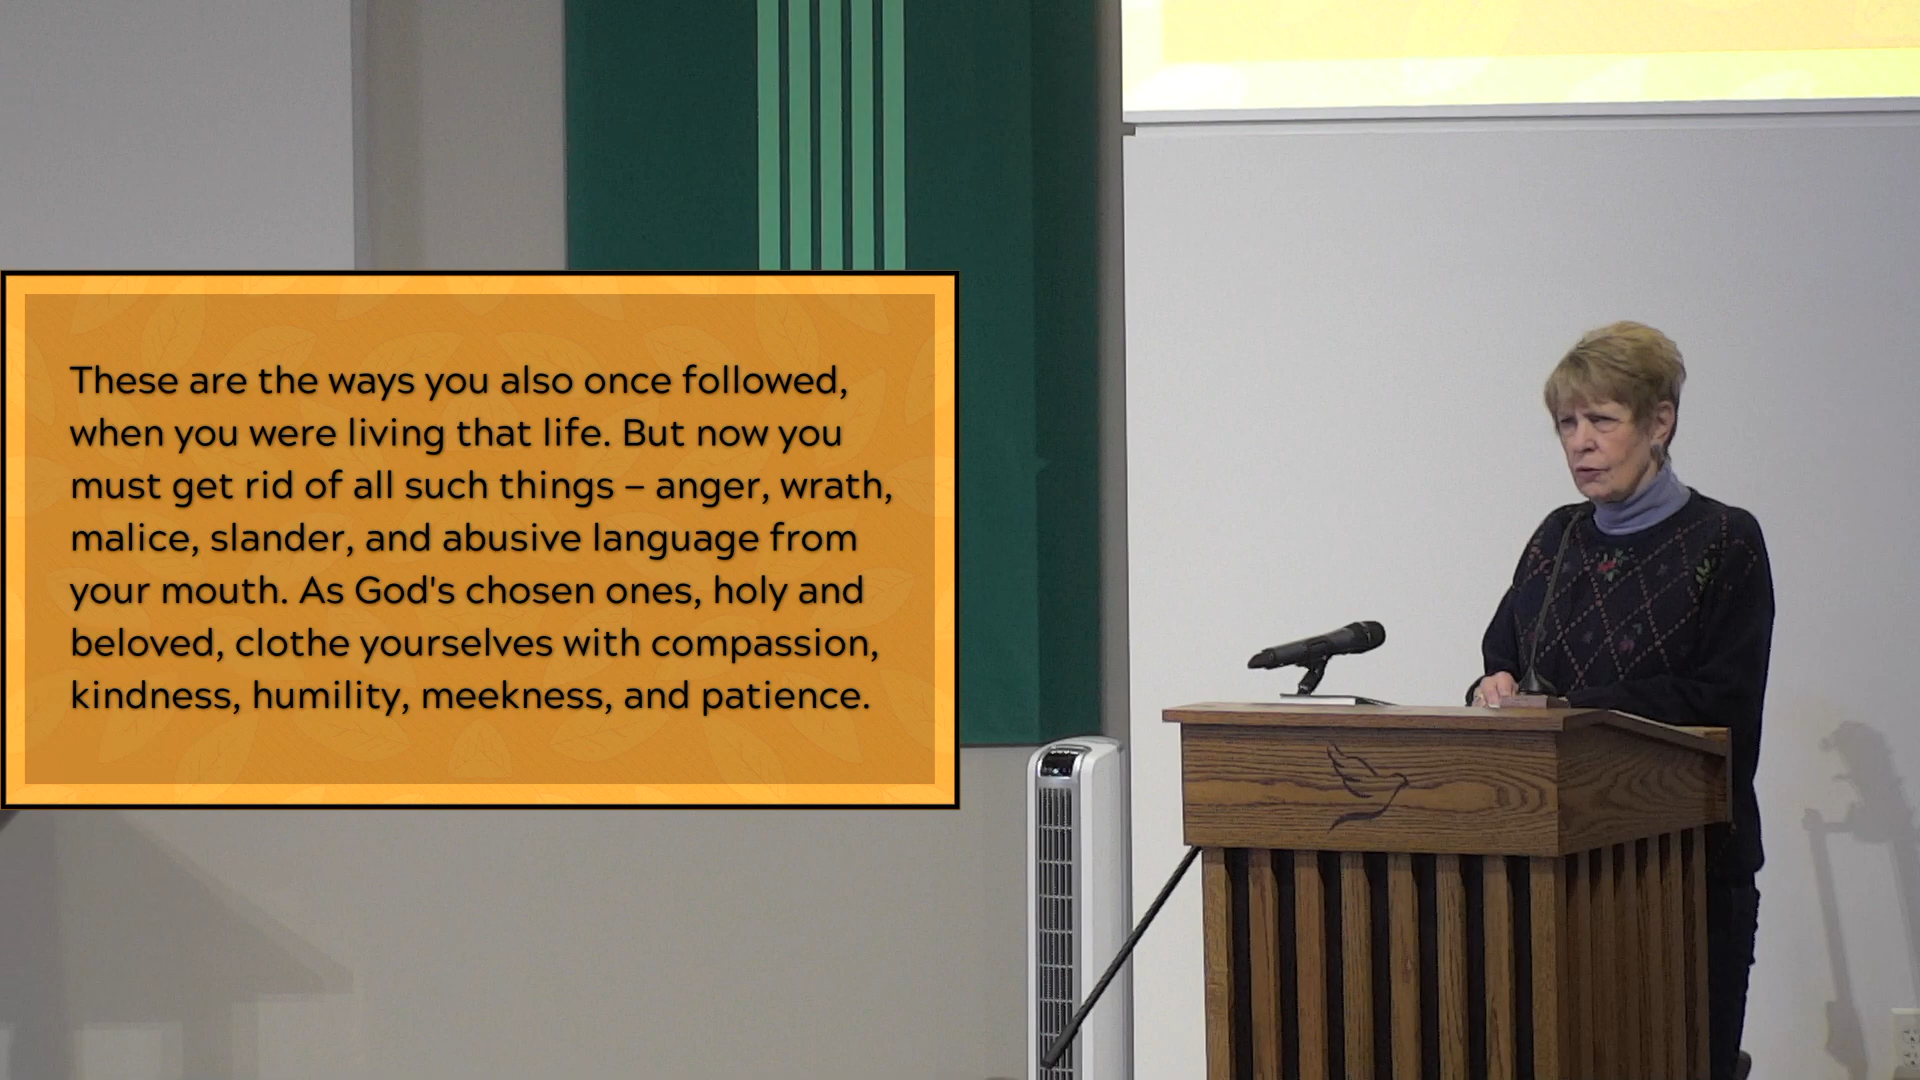 These are the ways you also once followed,
when you were living that life. But now you
must get rid of all such things – anger, wrath,
malice, slander, and abusive language from
your mouth. As God's chosen ones, holy and
beloved, clothe yourselves with compassion,
kindness, humility, meekness, and patience.